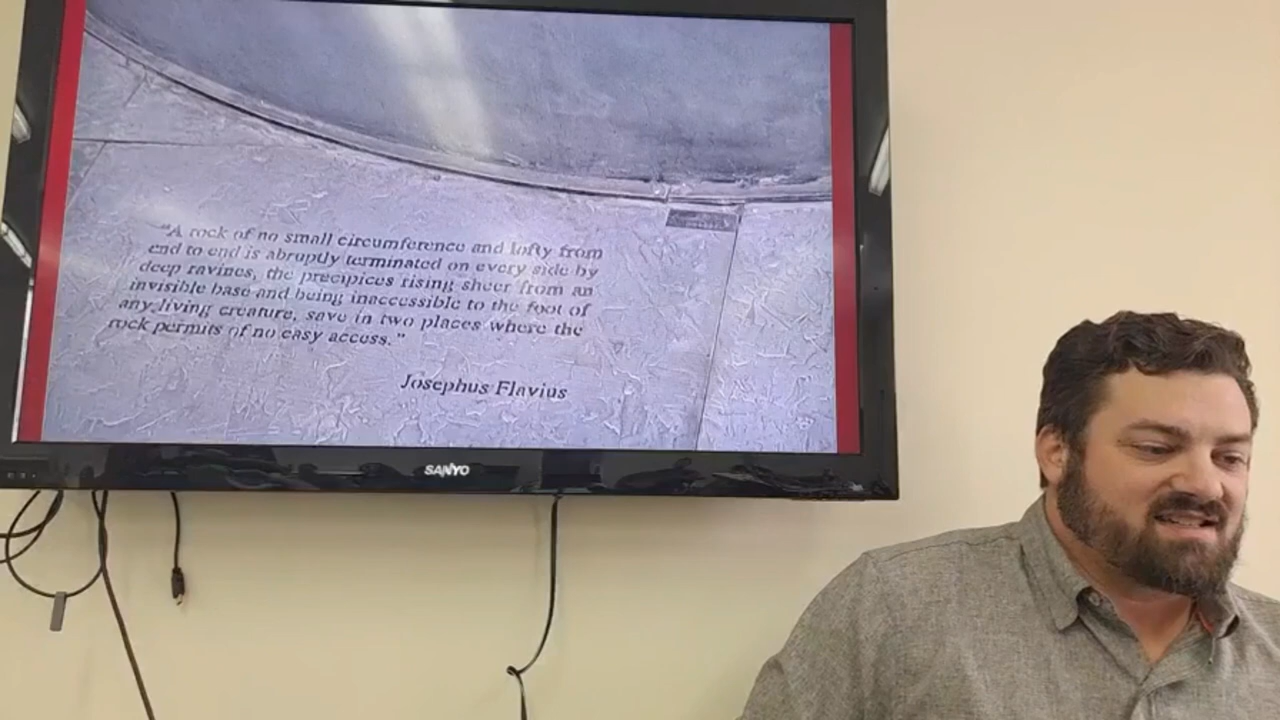 "A rock of no small circumference and lofty from
end to end is abruptly terminated on every side by
deep ravines, the precipices rising sheer from an
invisible base and being inaccessible to the foot of
any living creature, save in two places where the
rock permits of no easy access."
Josephus Flavius
SANYO